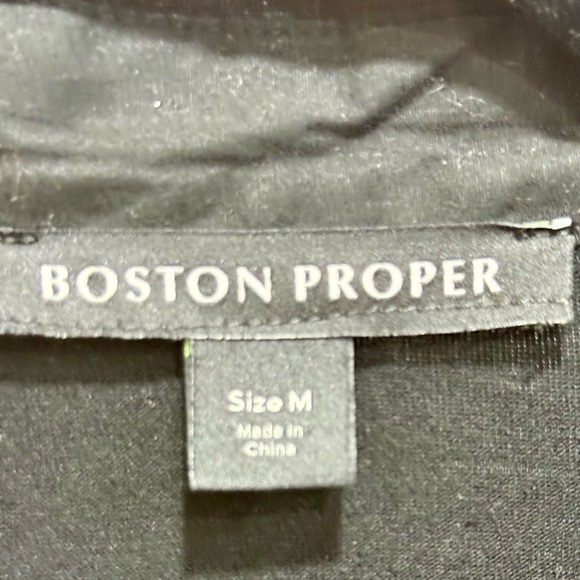 BOSTON PROPER
Size M
Made in
China